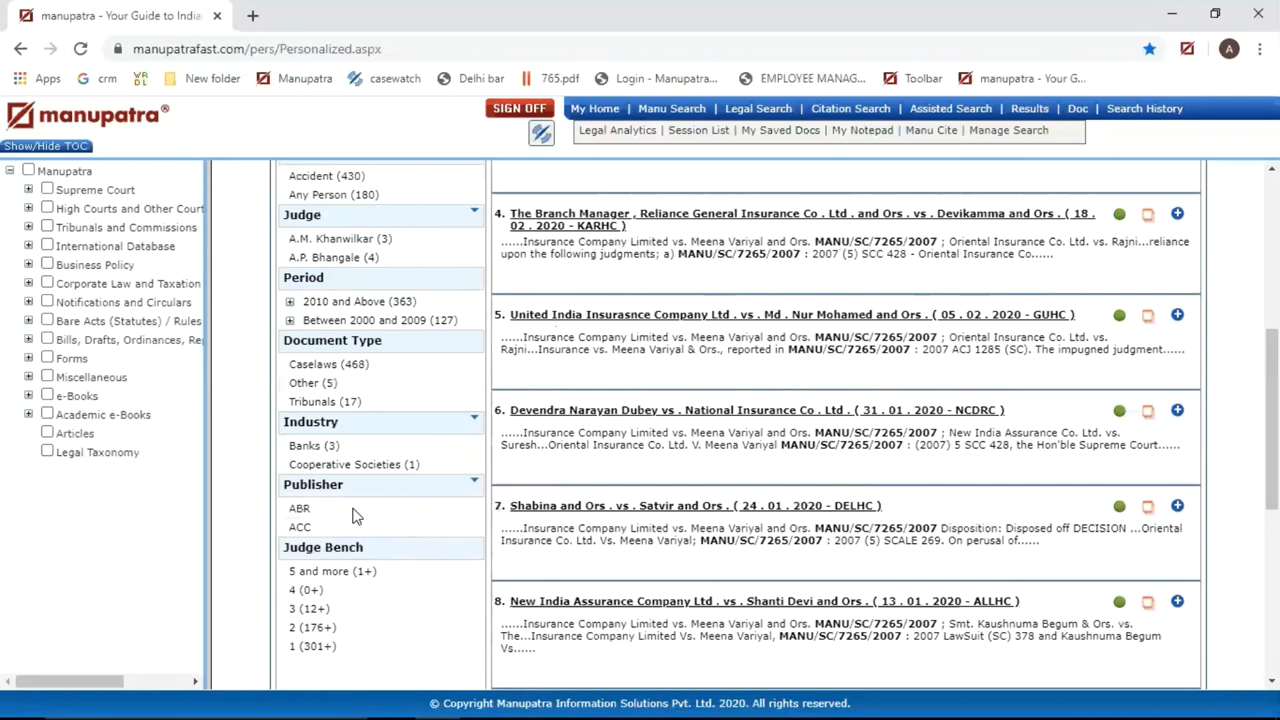 manupatra - Your Guide to India
manupatrafast.com/pers/Personalized.aspx
Apps
crm
WR
DL
New folder
Manupatra
casewatch
Delhi bar
765.pdf
Login - Manupatra...
EMPLOYEE MANAG...
Toolbar
manupatra - Your G...
A
manupatra®
SIGN OFF
My Home | Manu Search | Legal Search | Citation Search | Assisted Search | Results | Doc | Search History
Legal Analytics | Session List | My Saved Docs | My Notepad | Manu Cite | Manage Search
Show/Hide TOC
Manupatra
Supreme Court
High Courts and Other Court
Tribunals and Commissions
International Database
Business Policy
Corporate Law and Taxation
Notifications and Circulars
Bare Acts (Statutes) / Rules
Bills, Drafts, Ordinances, Re
Forms
Miscellaneous
e-Books
Academic e-Books
Articles
Legal Taxonomy
Accident (430)
Any Person (180)
Judge
A.M. Khanwilkar (3)
A.P. Bhangale (4)
Period
2010 and Above (363)
Between 2000 and 2009 (127)
Document Type
Caselaws (468)
Other (5)
Tribunals (17)
Industry
Banks (3)
Cooperative Societies (1)
Publisher
ABR
ACC
Judge Bench
5 and more (1+)
4 (0+)
3 (12+)
2 (176+)
1 (301+)
4. The Branch Manager , Reliance General Insurance Co . Ltd . and Ors . vs . Devikamma and Ors . ( 18 .
02 . 2020 - KARHC )
......Insurance Company Limited vs. Meena Variyal and Ors. MANU/SC/7265/2007 ; Oriental Insurance Co. Ltd. vs. Rajni...reliance
upon the following judgments; a) MANU/SC/7265/2007 : 2007 (5) SCC 428 - Oriental Insurance Co....
5. United India Insurasnce Company Ltd . vs . Md . Nur Mohamed and Ors . ( 05 . 02 . 2020 - GUHC )
......Insurance Company Limited vs. Meena Variyal and Ors. MANU/SC/7265/2007 ; Oriental Insurance Co. Ltd. vs.
Rajni...Insurance vs. Meena Variyal & Ors., reported in MANU/SC/7265/2007 : 2007 ACJ 1285 (SC). The impugned judgment......
6. Devendra Narayan Dubey vs . National Insurance Co . Ltd . ( 31 . 01 . 2020 - NCDRC )
......Insurance Company Limited vs. Meena Variyal and Ors. MANU/SC/7265/2007 ; New India Assurance Co. Ltd. vs.
Suresh...Oriental Insurance Co. Ltd. V. Meena Variyal MANU/SC/7265/2007 : (2007) 5 SCC 428, the Hon'ble Supreme Court......
7. Shabina and Ors . vs . Satvir and Ors . ( 24 . 01 . 2020 - DELHC )
......Insurance Company Limited vs. Meena Variyal and Ors. MANU/SC/7265/2007 Disposition: Disposed off DECISION ...Oriental
Insurance Co. Ltd. Vs. Meena Variyal; MANU/SC/7265/2007 : 2007 (5) SCALE 269. On perusal of......
8. New India Assurance Company Ltd . vs . Shanti Devi and Ors . ( 13 . 01 . 2020 - ALLHC )
......Insurance Company Limited vs. Meena Variyal and Ors. MANU/SC/7265/2007 ; Smt. Kaushnuma Begum & Ors. vs.
The...Insurance Company Limited Vs. Meena Variyal, MANU/SC/7265/2007 : 2007 LawSuit (SC) 378 and Kaushnuma Begum
Vs......
© Copyright Manupatra Information Solutions Pvt. Ltd. 2020. All rights reserved.